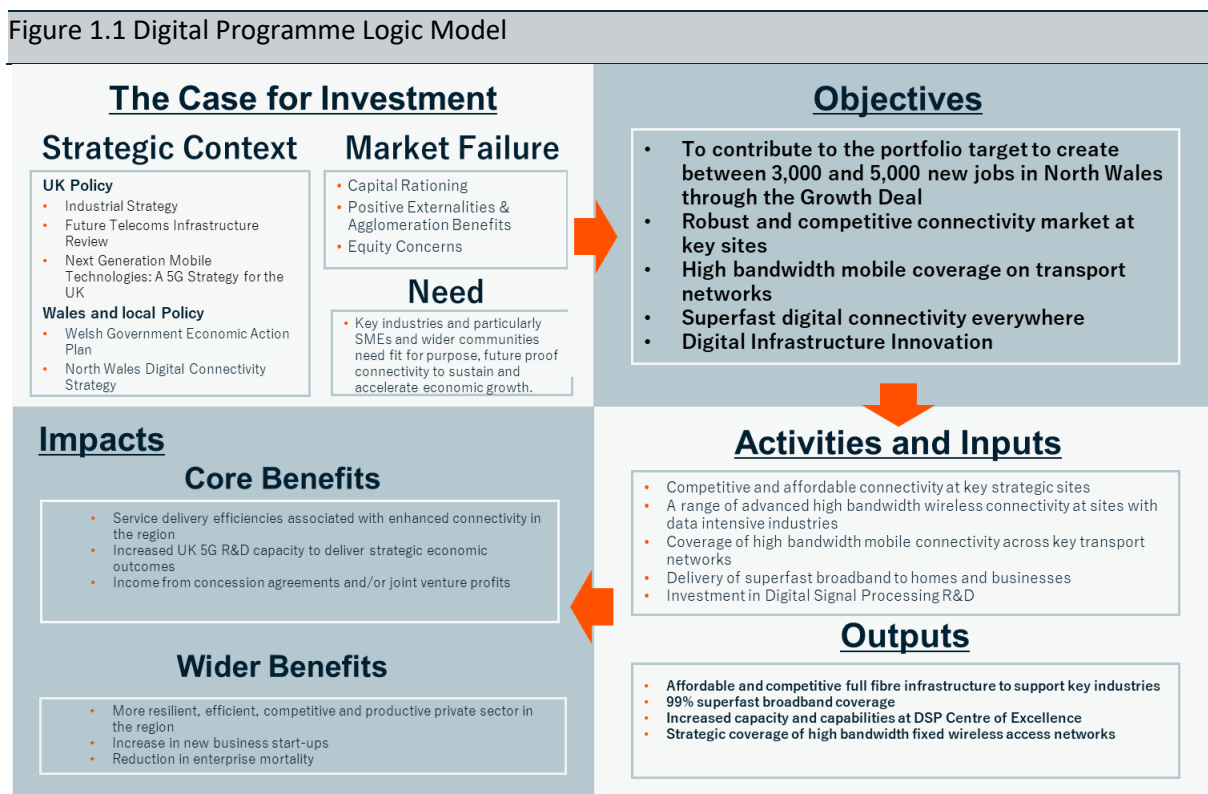 Figure 1.1 Digital Programme Logic Model
The Case for Investment
Strategic Context
UK Policy
• Industrial Strategy
• Future Telecoms Infrastructure
Review
• Next Generation Mobile
Technologies: A 5G Strategy for the
UK
Wales and local Policy
• Welsh Government Economic Action
Plan
• North Wales Digital Connectivity
Strategy
Market Failure
• Capital Rationing
• Positive Externalities &
Agglomeration Benefits
• Equity Concerns
Need
• Key industries and particularly
SMEs and wider communities
need fit for purpose, future proof
connectivity to sustain and
accelerate economic growth.
Objectives
• To contribute to the portfolio target to create
between 3,000 and 5,000 new jobs in North Wales
through the Growth Deal
• Robust and competitive connectivity market at
key sites
• High bandwidth mobile coverage on transport
networks
• Superfast digital connectivity everywhere
• Digital Infrastructure Innovation
Activities and Inputs
• Competitive and affordable connectivity at key strategic sites
• A range of advanced high bandwidth wireless connectivity at sites with
data intensive industries
• Coverage of high bandwidth mobile connectivity across key transport
networks
• Delivery of superfast broadband to homes and businesses
• Investment in Digital Signal Processing R&D
Outputs
• Affordable and competitive full fibre infrastructure to support key industries
• 99% superfast broadband coverage
• Increased capacity and capabilities at DSP Centre of Excellence
• Strategic coverage of high bandwidth fixed wireless access networks
Impacts
Core Benefits
• Service delivery efficiencies associated with enhanced connectivity in
the region
• Increased UK 5G R&D capacity to deliver strategic economic
outcomes
• Income from concession agreements and/or joint venture profits
Wider Benefits
• More resilient, efficient, competitive and productive private sector in
the region
• Increase in new business start-ups
• Reduction in enterprise mortality